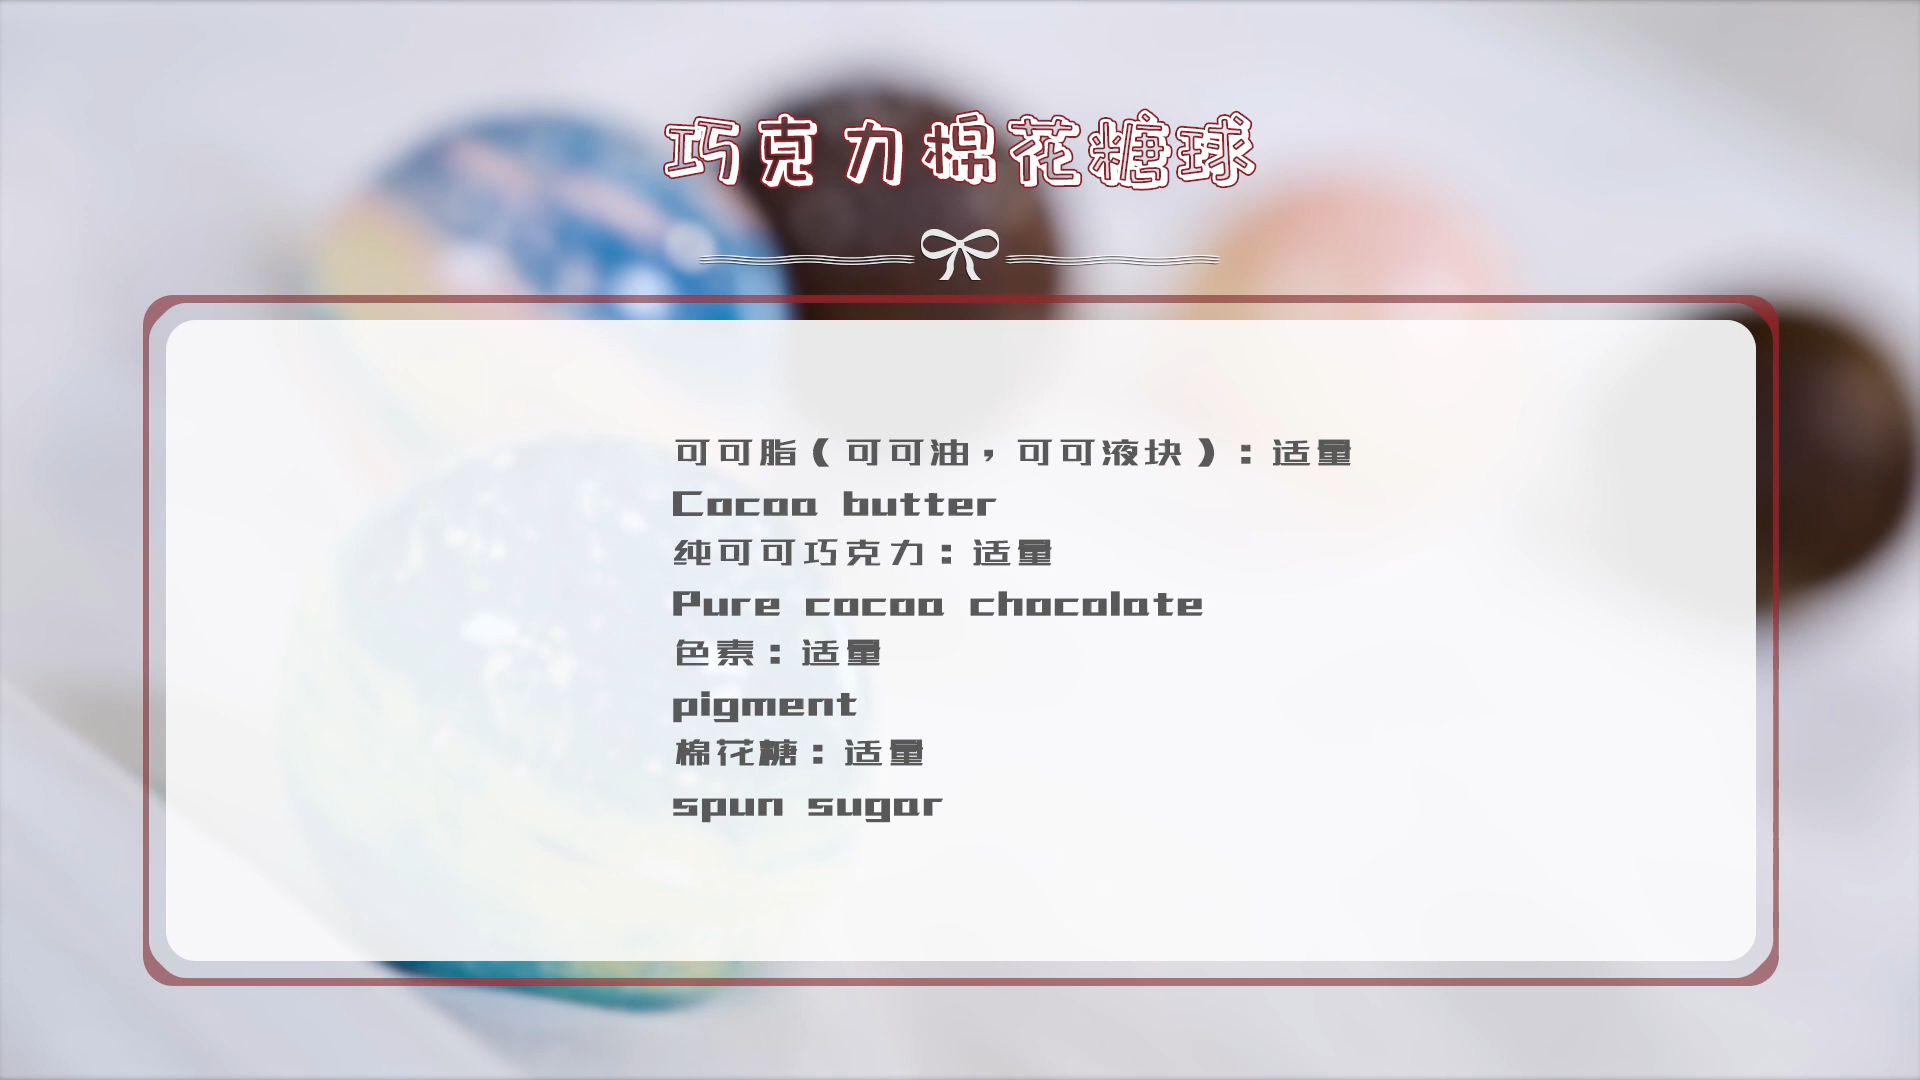 巧克力棉花糖球
可可脂（可可油，可可液块）：适量
Cocoa butter
纯可可巧克力：适量
Pure cocoa chocolate
色素：适量
pigment
棉花糖：适量
spun sugar